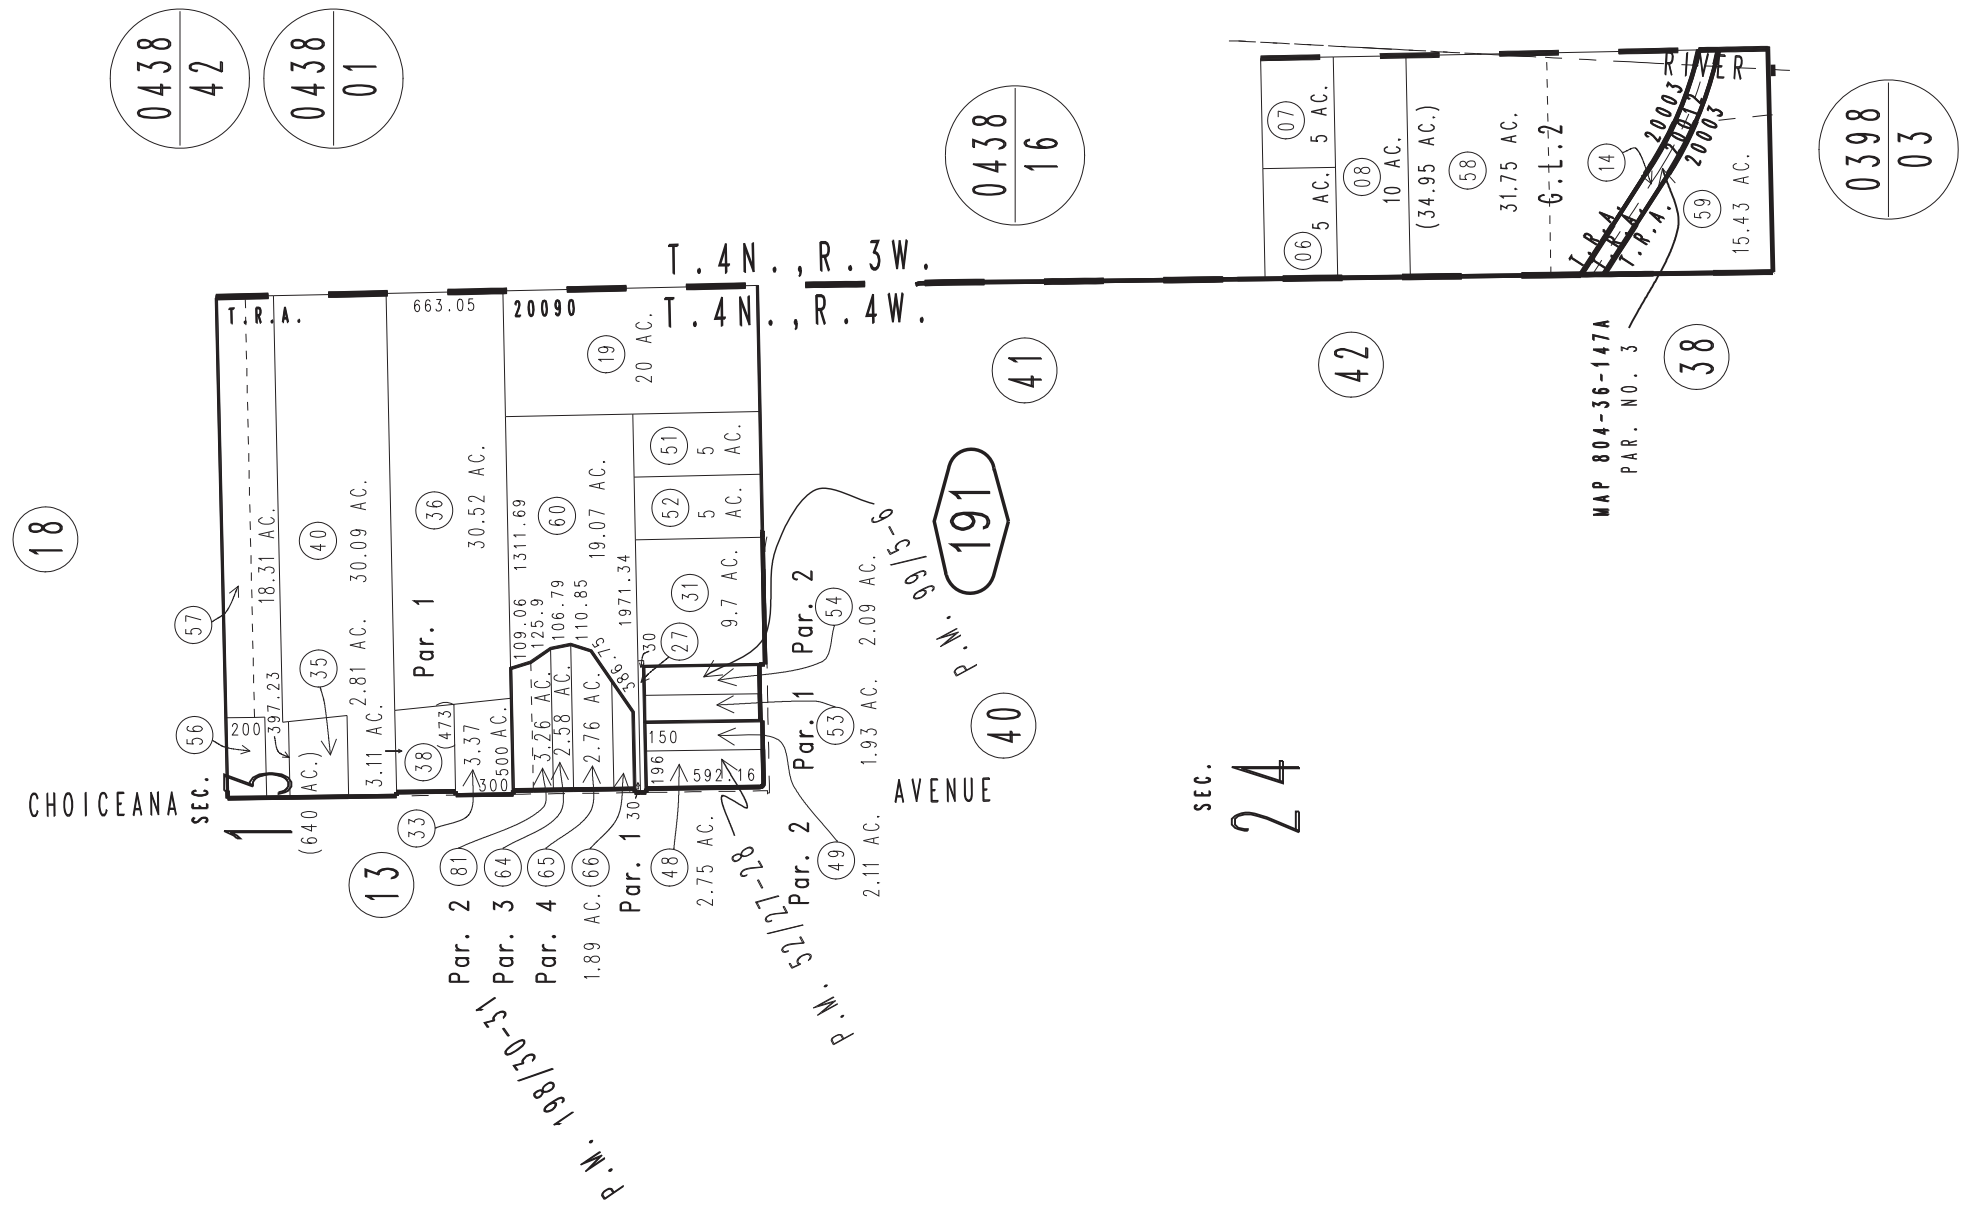 0438
42
0438
01
0438
16
0398
03
18
T.4N.,R.3W.
T.4N.,R.4W.
T.R.A.
20090
663.05
57
18.31 AC.
40
30.09 AC.
36
30.52 AC.
Par. 1
19
20 AC.
60
19.07 AC.
1311.69
51
5
AC.
52
5
AC.
31
9.7 AC.
1971.34
109.06
125.9
106.79
110.85
386.75
30
27
56
200
397.23
35
2.81 AC.
3.11 AC.
(640 AC.)
38
(473)
3.37
AC.
500
300
3.26 AC.
2.58 AC.
2.76 AC.
30
150
196
592.16
CHOICEANA
AVENUE
SEC.
13
13
33
81
64
65
66
Par. 2
Par. 3
Par. 4
1.89 AC.
Par. 1
48
2.75 AC.
Par. 2
49
2.11 AC.
Par. 1
53
1.93 AC.
Par. 2
54
2.09 AC.
P.M. 198/30-31
P.M. 52/27-28
P.M. 99/5-6
191
40
41
42
38
SEC.
24
07
5 AC.
06
5 AC.
08
10 AC.
(34.95 AC.)
58
31.75 AC.
G.L.2
14
T.R.A. 20003
T.R.A. 20012
T.R.A. 20003
RIVER
59
15.43 AC.
MAP 804-36-147A
PAR. NO. 3